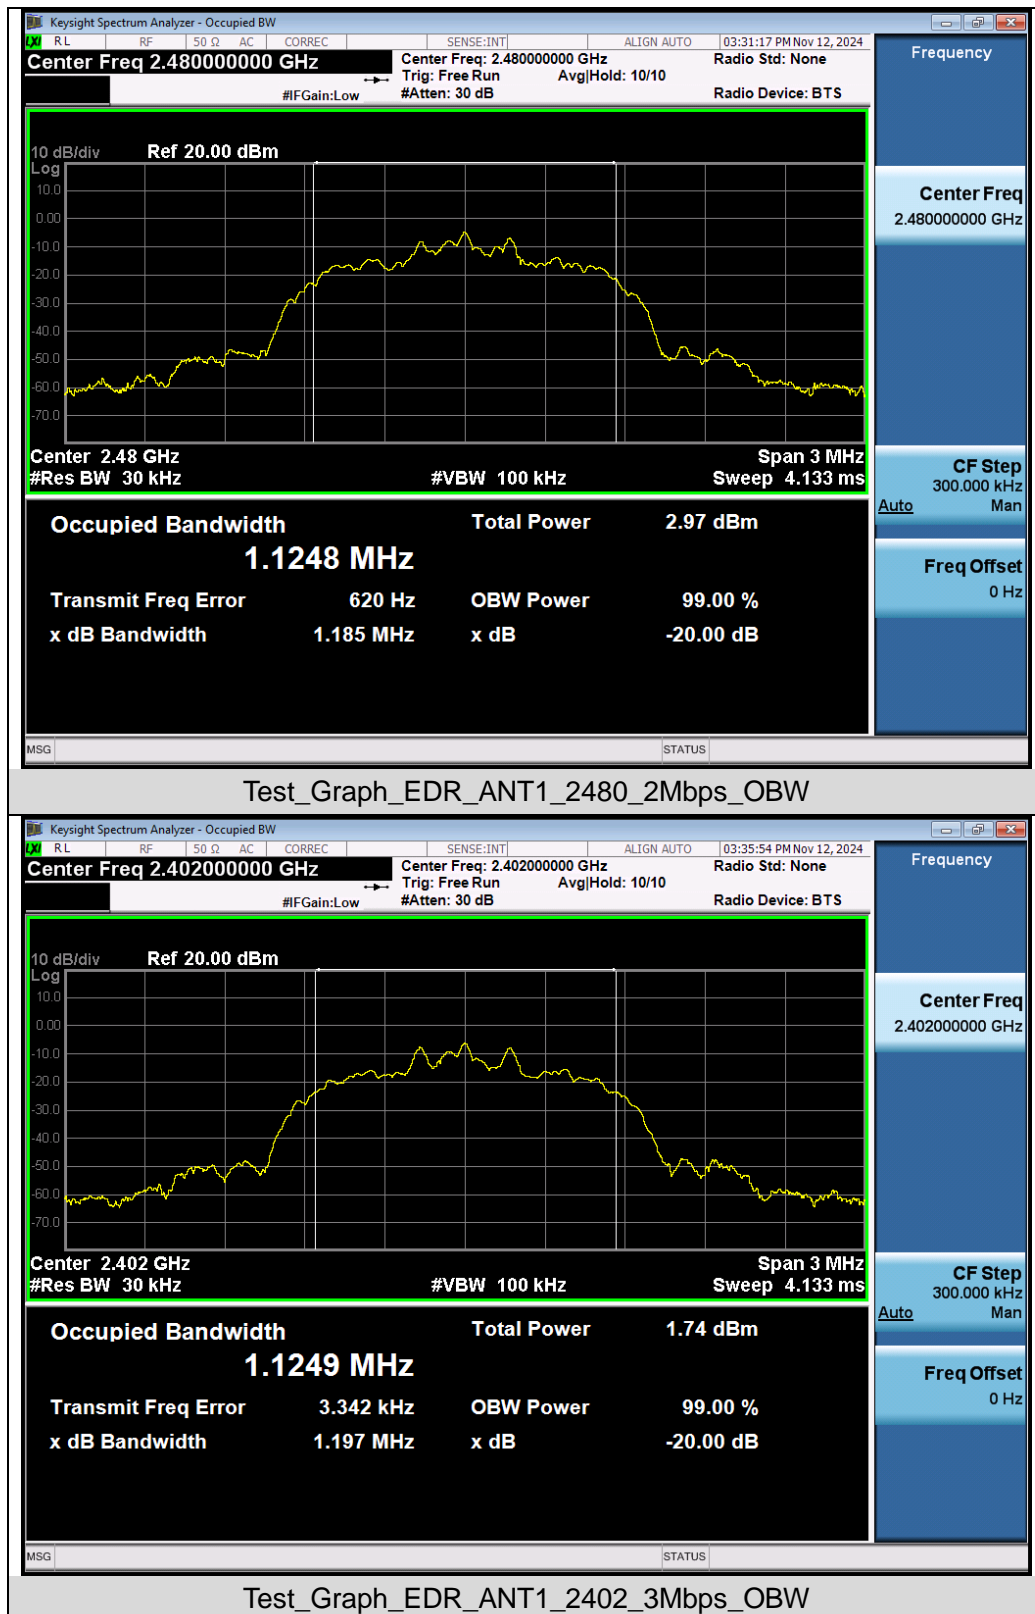 Keysight Spectrum Analyzer - Occupied BW
LXI RL RF 50 Ω AC CORREC SENSE:INT ALIGN AUTO 03:31:17 PM Nov 12, 2024
Center Freq 2.480000000 GHz Center Freq: 2.480000000 GHz Radio Std: None Frequency
Trig: Free Run Avg|Hold: 10/10
#IFGain:Low #Atten: 30 dB Radio Device: BTS
10 dB/div Ref 20.00 dBm
Log
10.0
Center Freq
2.480000000 GHz
0.00
-10.0
-20.0
-30.0
-40.0
-50.0
-60.0
-70.0
Center 2.48 GHz Span 3 MHz
#Res BW 30 kHz #VBW 100 kHz Sweep 4.133 ms
CF Step
300.000 kHz
Auto Man
Occupied Bandwidth Total Power 2.97 dBm
1.1248 MHz
Freq Offset
0 Hz
Transmit Freq Error 620 Hz OBW Power 99.00 %
x dB Bandwidth 1.185 MHz x dB -20.00 dB
MSG STATUS
Test_Graph_EDR_ANT1_2480_2Mbps_OBW
Keysight Spectrum Analyzer - Occupied BW
LXI RL RF 50 Ω AC CORREC SENSE:INT ALIGN AUTO 03:35:54 PM Nov 12, 2024
Center Freq 2.402000000 GHz Center Freq: 2.402000000 GHz Radio Std: None Frequency
Trig: Free Run Avg|Hold: 10/10
#IFGain:Low #Atten: 30 dB Radio Device: BTS
10 dB/div Ref 20.00 dBm
Log
10.0
Center Freq
2.402000000 GHz
0.00
-10.0
-20.0
-30.0
-40.0
-50.0
-60.0
-70.0
Center 2.402 GHz Span 3 MHz
#Res BW 30 kHz #VBW 100 kHz Sweep 4.133 ms
CF Step
300.000 kHz
Auto Man
Occupied Bandwidth Total Power 1.74 dBm
1.1249 MHz
Freq Offset
0 Hz
Transmit Freq Error 3.342 kHz OBW Power 99.00 %
x dB Bandwidth 1.197 MHz x dB -20.00 dB
MSG STATUS
Test_Graph_EDR_ANT1_2402_3Mbps_OBW